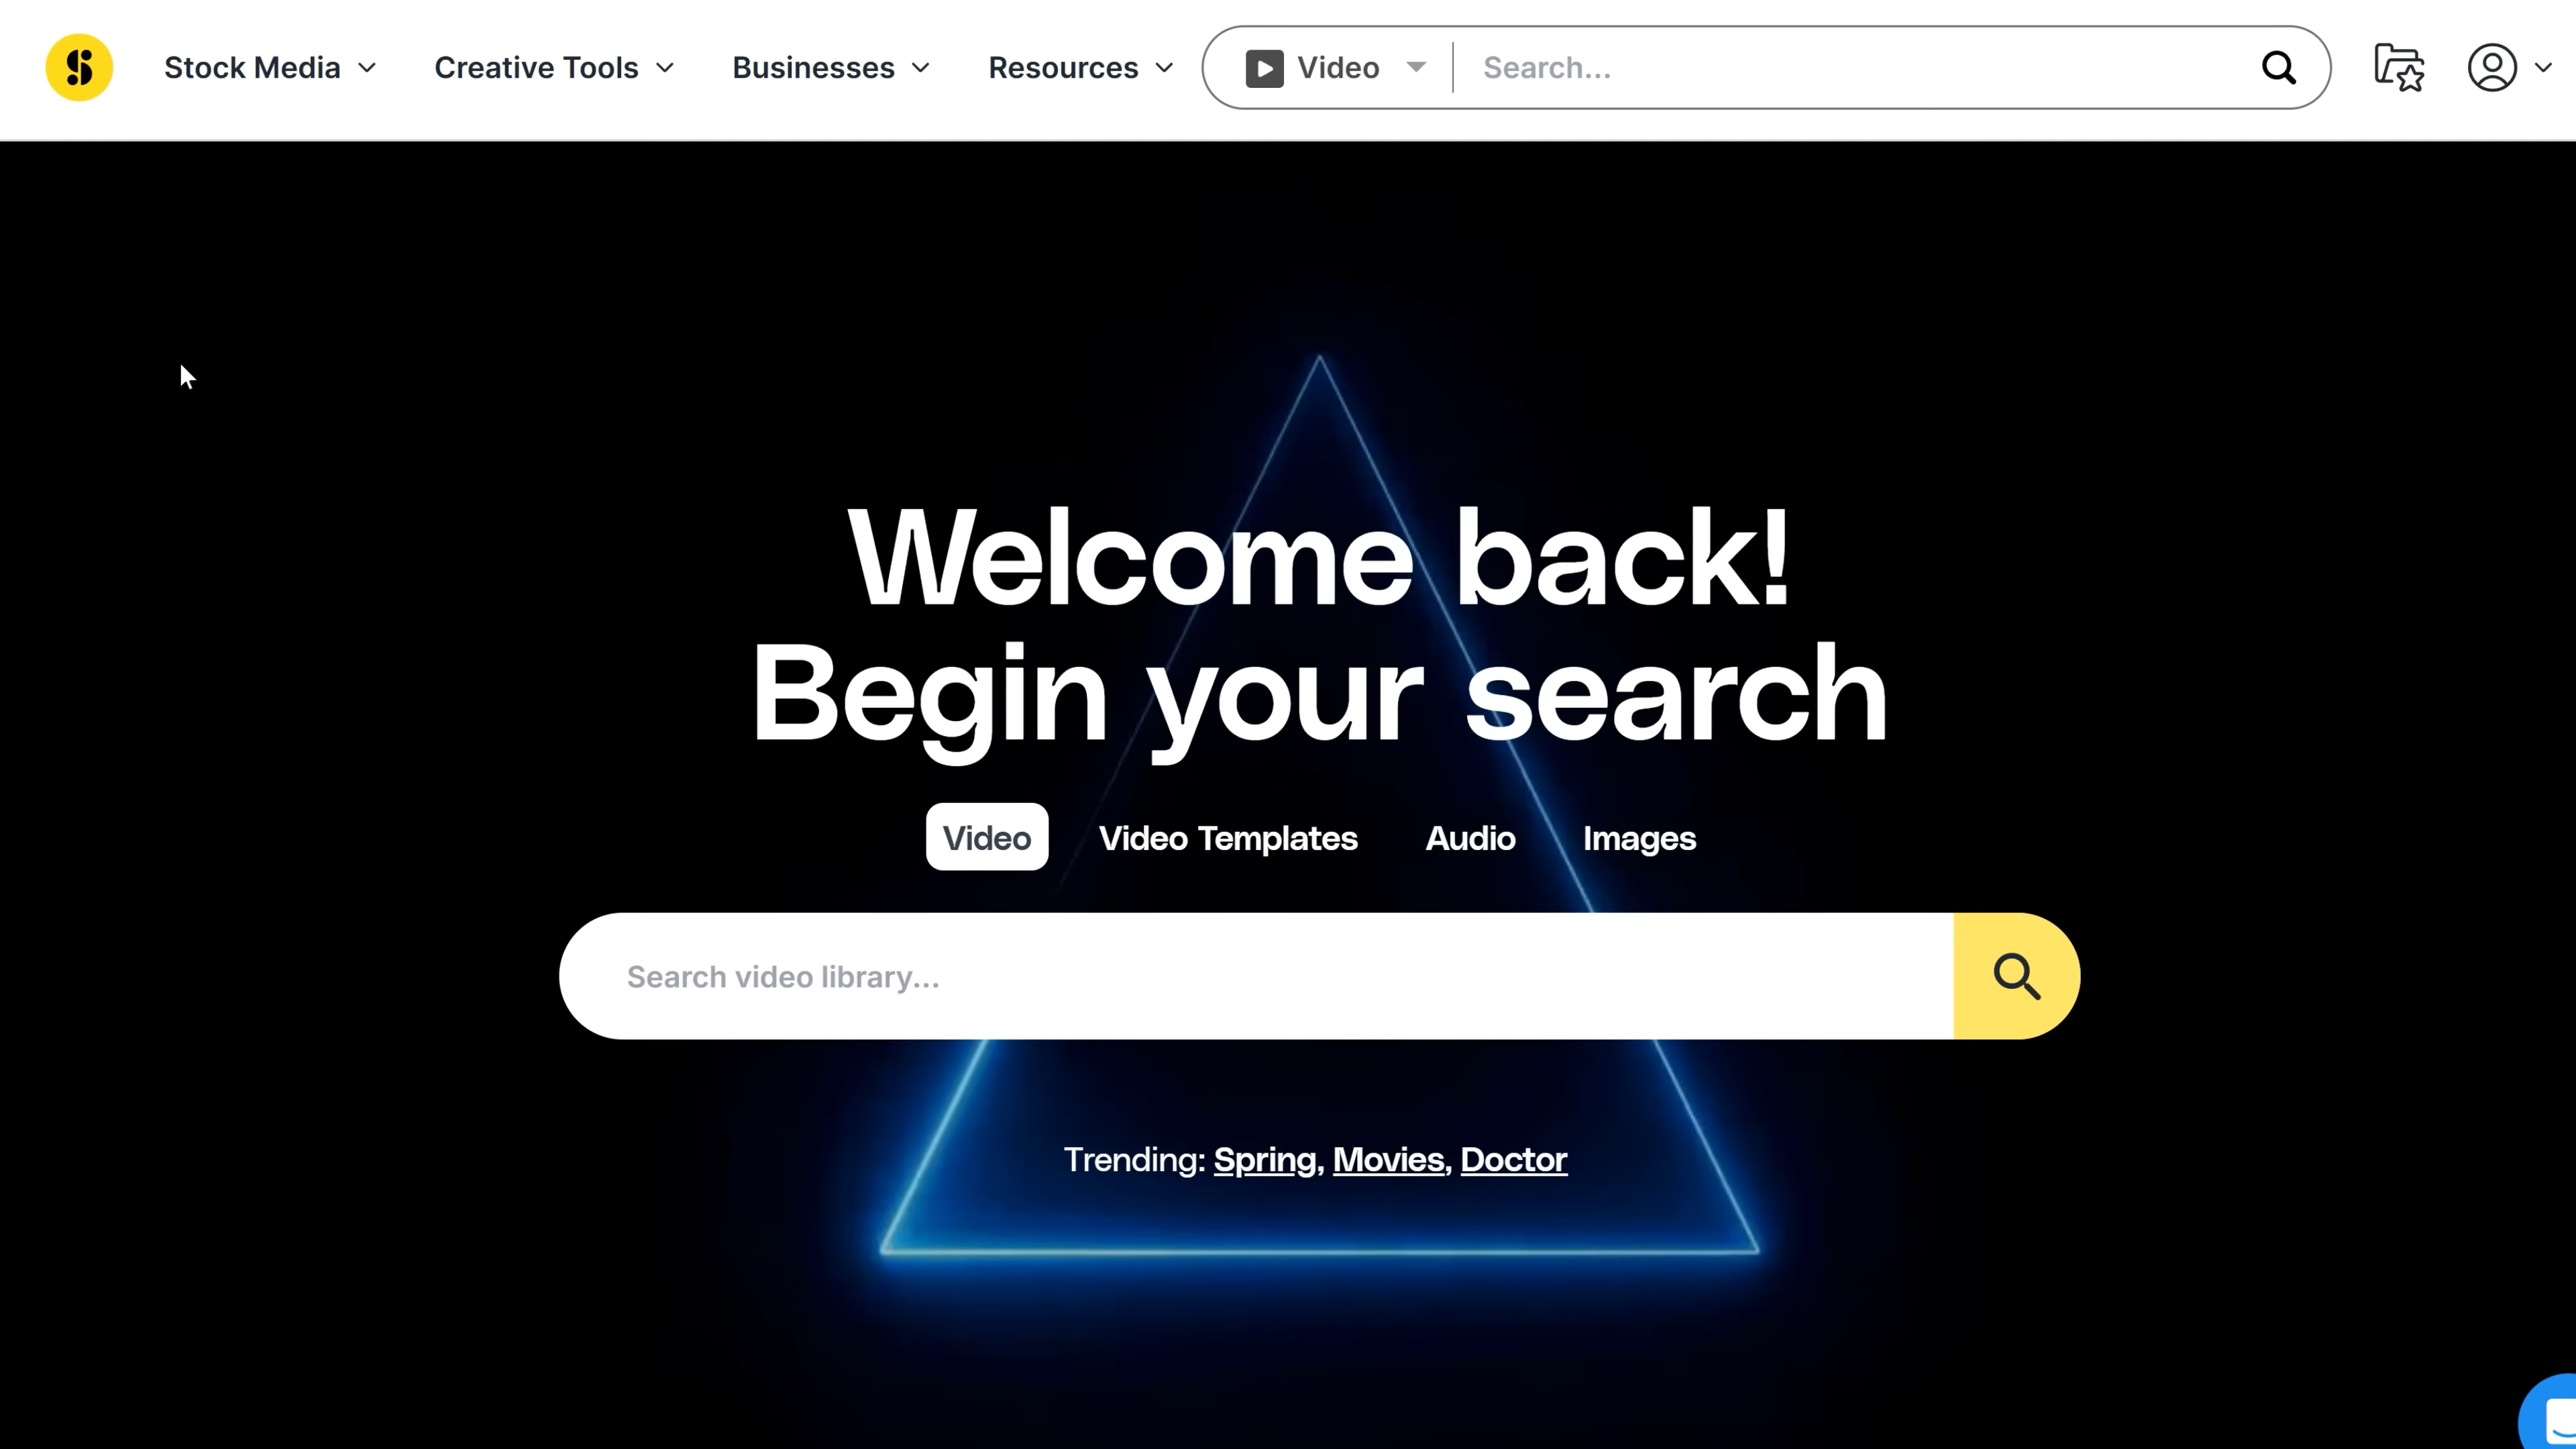 Stock Media Creative Tools Businesses Resources Video Search...
Welcome back!
Begin your search
Video Video Templates Audio Images
Search video library...
Trending: Spring, Movies, Doctor